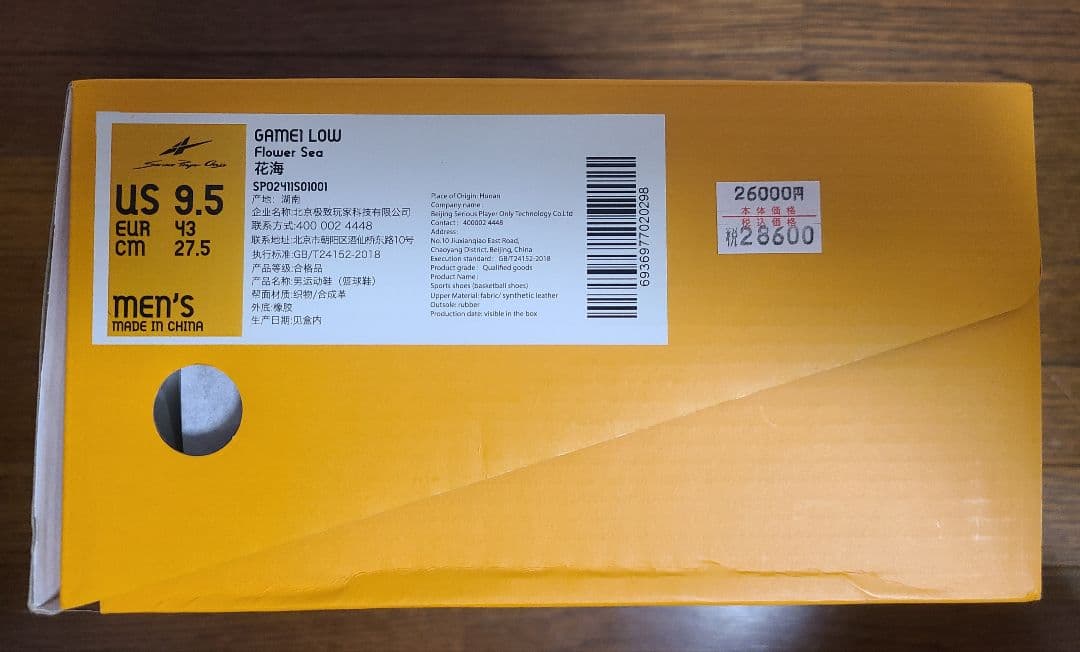 Serious Player Only
US 9.5
EUR 43
CM 27.5
MEN'S
MADE IN CHINA
GAME1 LOW
Flower Sea
花海
SPO2411S01001
产地：湖南
企业名称:北京极致玩家科技有限公司
联系方式:400 002 4448
联系地址:北京市朝阳区酒仙桥东路10号
执行标准:GB/T24152-2018
产品等级:合格品
产品名称:男运动鞋（篮球鞋）
帮面材质:织物/合成革
外底:橡胶
生产日期:见盒内
Place of Origin: Hunan
Company name :
Beijing Serious Player Only Technology Co.Ltd
Contact : 400002 4448
Address:
No.10 Jiuxianqiao East Road,
Chaoyang District, Beijing, China
Execution standard : GB/T24152-2018
Product grade : Qualified goods
Product Name :
Sports shoes (basketball shoes)
Upper Material: fabric/ synthetic leather
Outsole: rubber
Production date: visible in the box
6936977020298
26000円
本体価格
税込価格
税28600